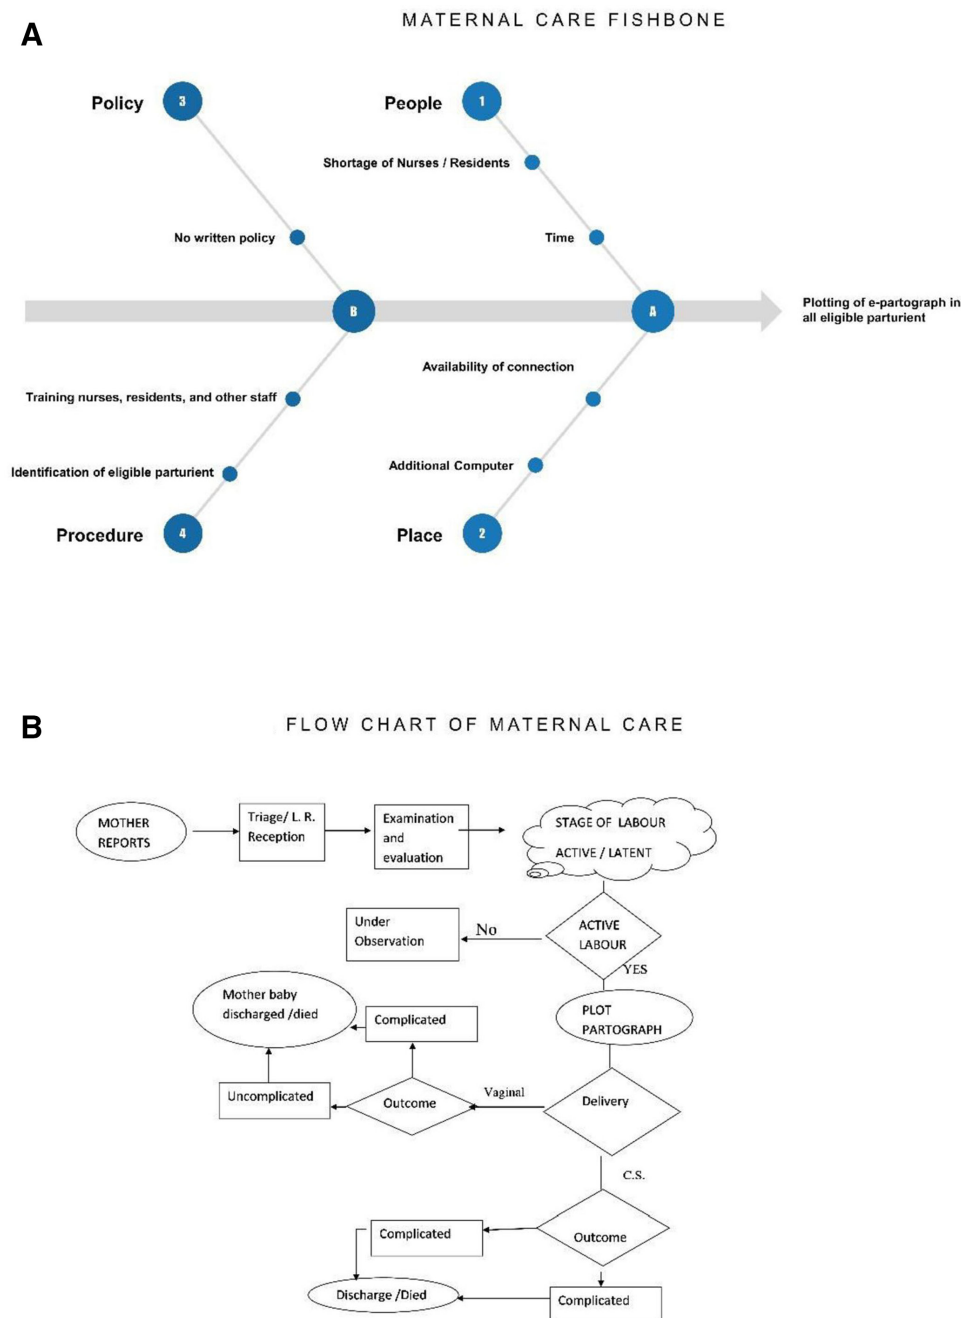 A
MATERNAL CARE FISHBONE
Policy
3
People
1
Shortage of Nurses / Residents
No written policy
Time
B
A
Plotting of e-partograph in
all eligible parturient
Availability of connection
Training nurses, residents, and other staff
Additional Computer
Identification of eligible parturient
Procedure
4
Place
2
B
FLOW CHART OF MATERNAL CARE
MOTHER
REPORTS
Triage/ L. R.
Reception
Examination
and
evaluation
STAGE OF LABOUR
ACTIVE / LATENT
Under
Observation
No
ACTIVE
LABOUR
YES
Mother baby
discharged /died
Complicated
PLOT
PARTOGRAPH
Uncomplicated
Outcome
Vaginal
Delivery
C.S.
Complicated
Outcome
Discharge /Died
Complicated